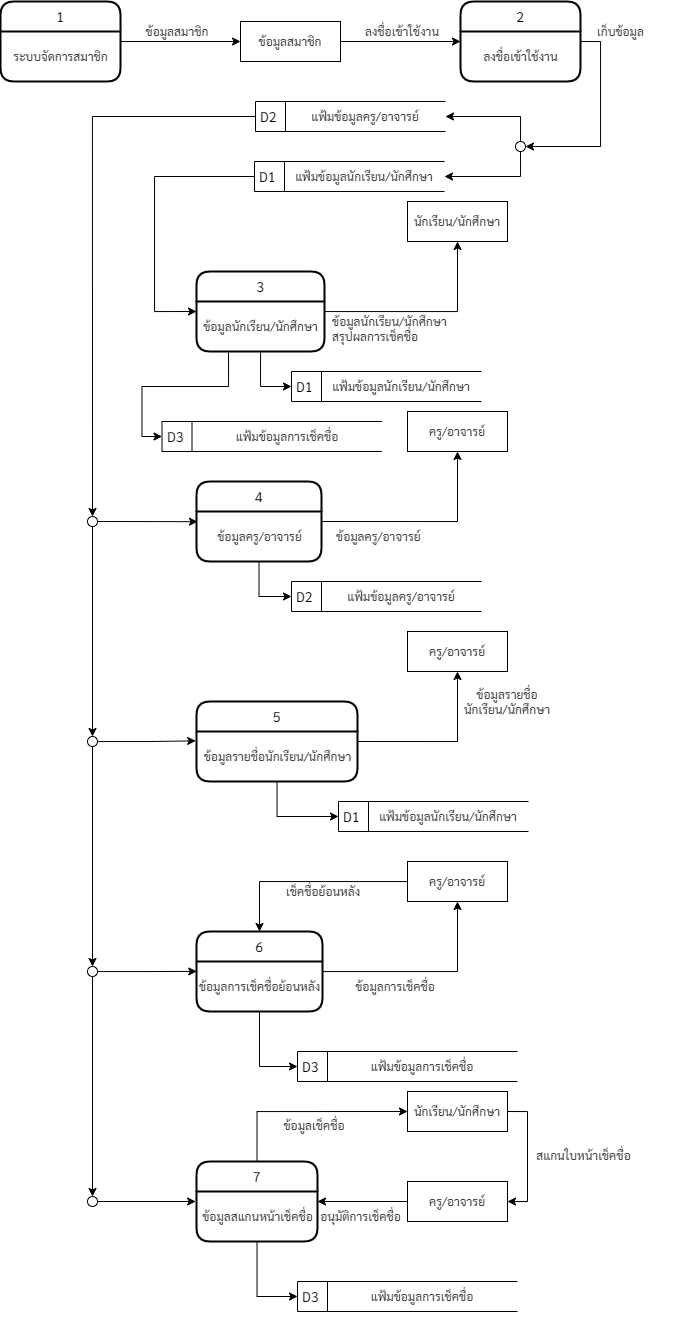 1
ระบบจัดการสมาชิก
ข้อมูลสมาชิก
ข้อมูลสมาชิก
ลงชื่อเข้าใช้งาน
2
ลงชื่อเข้าใช้งาน
เก็บข้อมูล
D2
แฟ้มข้อมูลครู/อาจารย์
D1
แฟ้มข้อมูลนักเรียน/นักศึกษา
นักเรียน/นักศึกษา
3
ข้อมูลนักเรียน/นักศึกษา
ข้อมูลนักเรียน/นักศึกษา
สรุปผลการเช็คชื่อ
D1
แฟ้มข้อมูลนักเรียน/นักศึกษา
D3
แฟ้มข้อมูลการเช็คชื่อ
ครู/อาจารย์
4
ข้อมูลครู/อาจารย์
ข้อมูลครู/อาจารย์
D2
แฟ้มข้อมูลครู/อาจารย์
ครู/อาจารย์
ข้อมูลรายชื่อ
นักเรียน/นักศึกษา
5
ข้อมูลรายชื่อนักเรียน/นักศึกษา
D1
แฟ้มข้อมูลนักเรียน/นักศึกษา
ครู/อาจารย์
เช็คชื่อย้อนหลัง
6
ข้อมูลการเช็คชื่อย้อนหลัง
ข้อมูลการเช็คชื่อ
D3
แฟ้มข้อมูลการเช็คชื่อ
นักเรียน/นักศึกษา
ข้อมูลเช็คชื่อ
สแกนใบหน้าเช็คชื่อ
7
ข้อมูลสแกนหน้าเช็คชื่อ
อนุมัติการเช็คชื่อ
ครู/อาจารย์
D3
แฟ้มข้อมูลการเช็คชื่อ